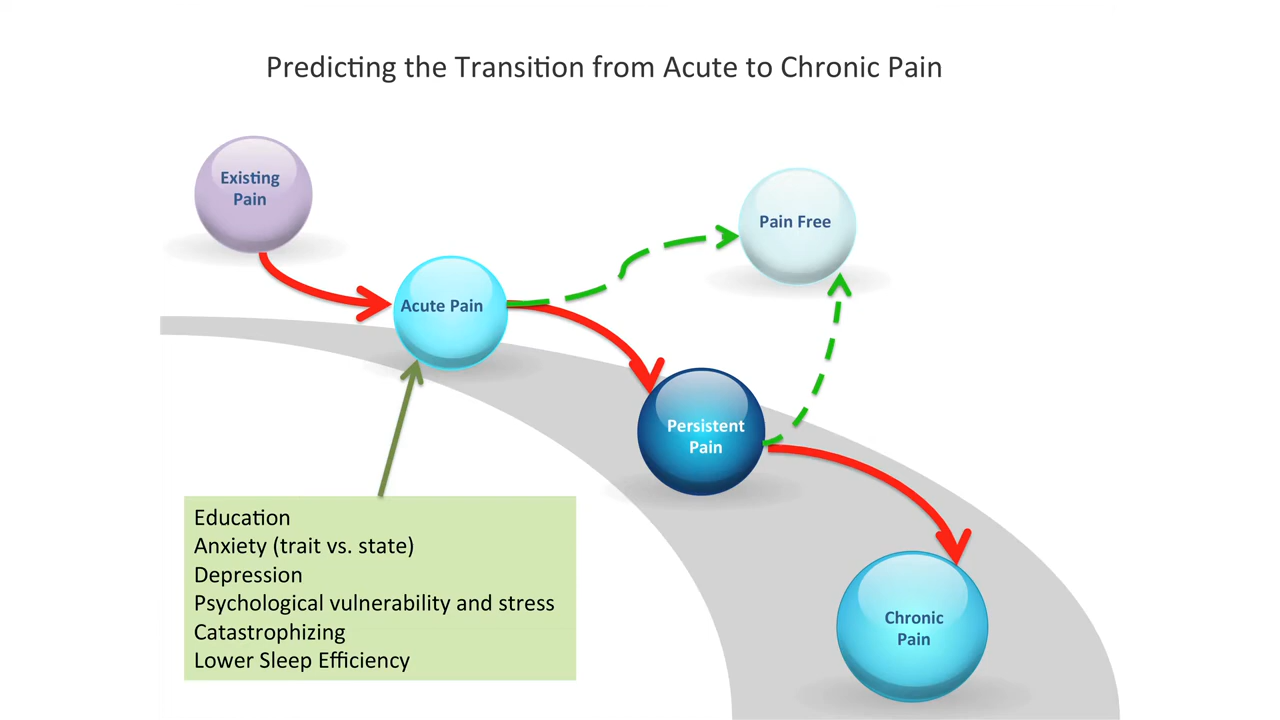 Predicting the Transition from Acute to Chronic Pain
Existing
Pain
Pain Free
Acute Pain
Persistent
Pain
Education
Anxiety (trait vs. state)
Depression
Psychological vulnerability and stress
Catastrophizing
Lower Sleep Efficiency
Chronic
Pain